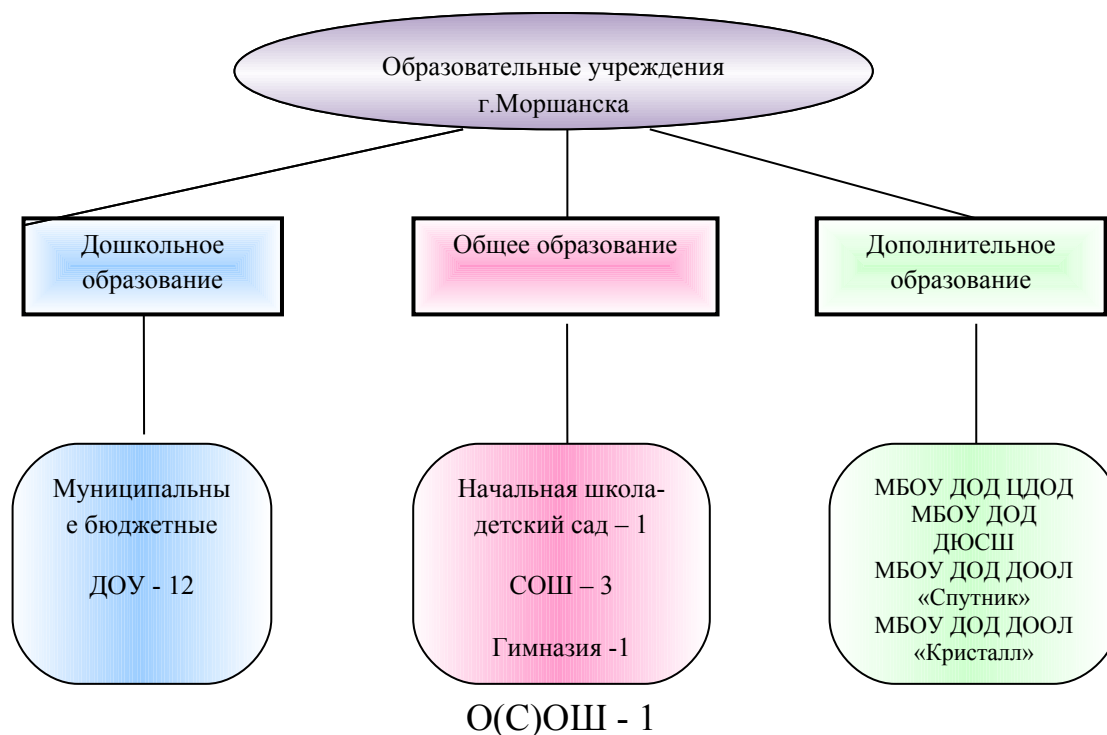 Образовательные учреждения
г.Моршанска
Дошкольное
образование
Общее образование
Дополнительное
образование
Муниципальны
е бюджетные
ДОУ - 12
Начальная школа-
детский сад – 1
СОШ – 3
Гимназия -1
МБОУ ДОД ЦДОД
МБОУ ДОД
ДЮСШ
МБОУ ДОД ДООЛ
«Спутник»
МБОУ ДОД ДООЛ
«Кристалл»
О(С)ОШ - 1